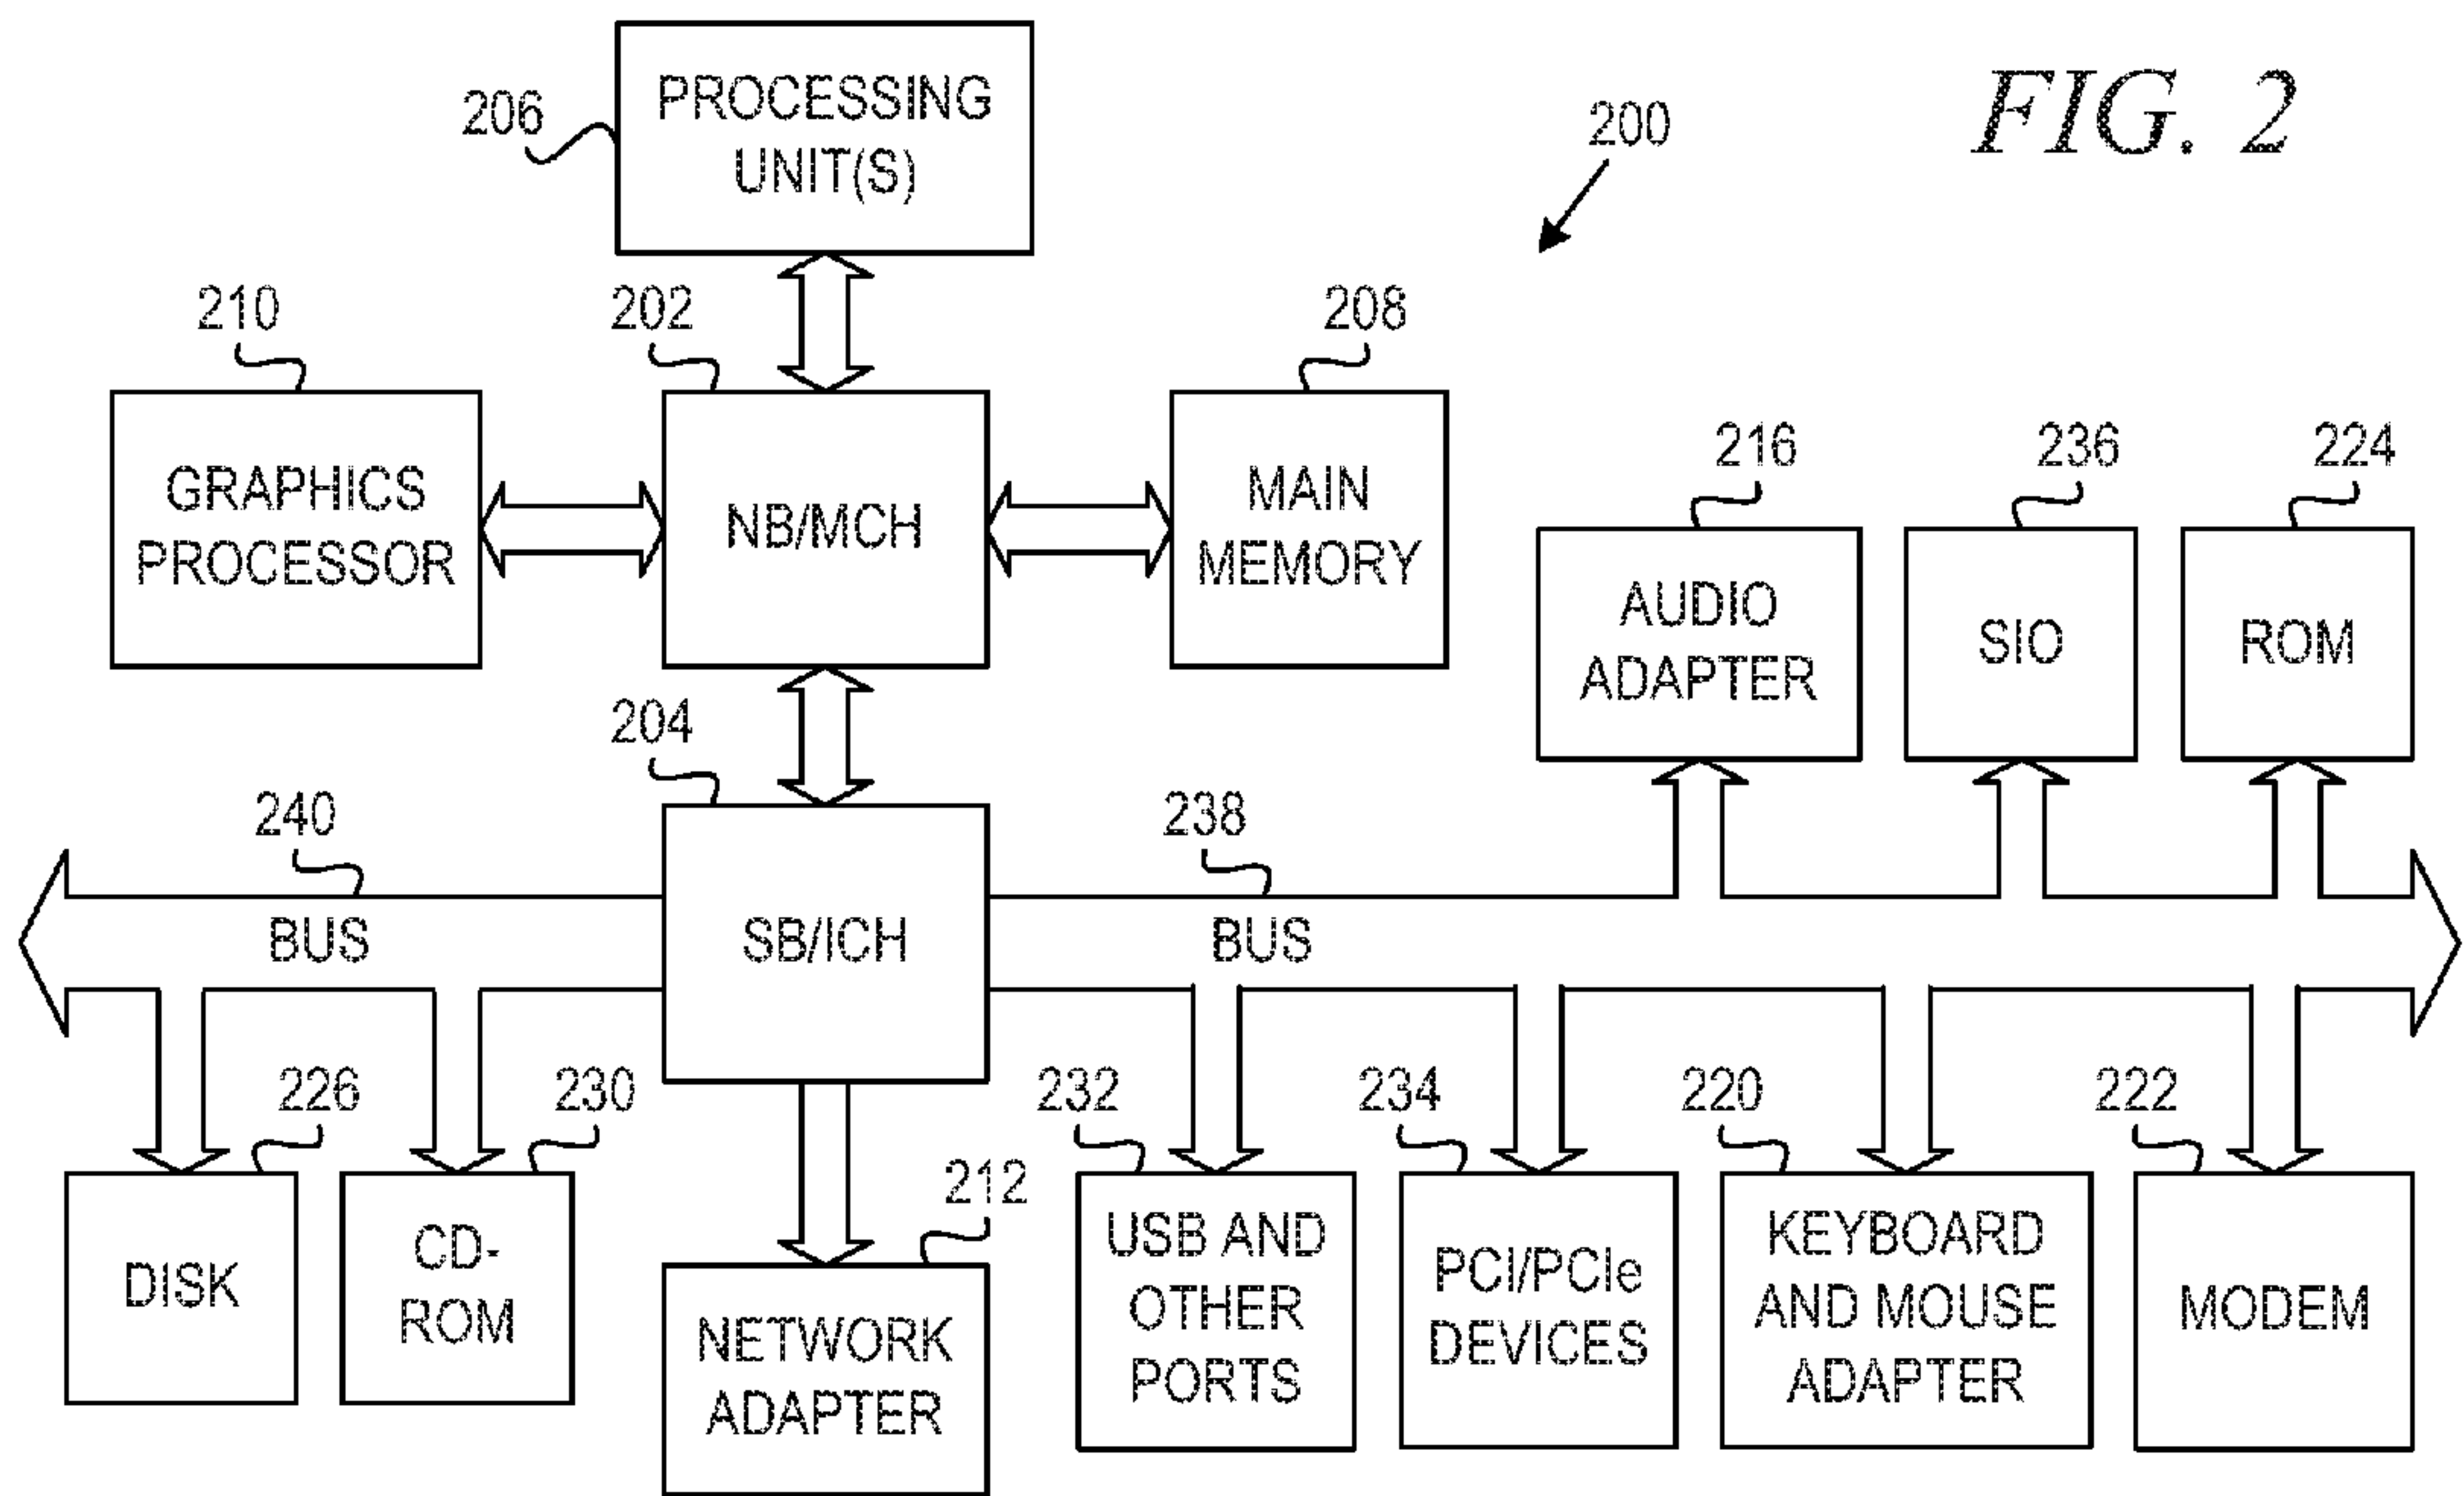 FIG. 2
200
206
PROCESSING
UNIT(S)
210
202
208
GRAPHICS
PROCESSOR
NB/MCH
MAIN
MEMORY
216
236
224
AUDIO
ADAPTER
SIO
ROM
204
240
238
BUS
SB/ICH
BUS
226
230
212
232
234
220
222
DISK
CD-
ROM
NETWORK
ADAPTER
USB AND
OTHER
PORTS
PCI/PCIe
DEVICES
KEYBOARD
AND MOUSE
ADAPTER
MODEM